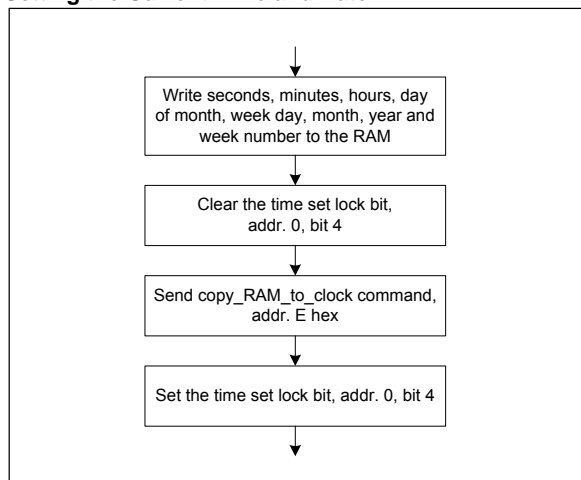 Write seconds, minutes, hours, day
of month, week day, month, year and
week number to the RAM
Clear the time set lock bit,
addr. 0, bit 4
Send copy_RAM_to_clock command,
addr. E hex
Set the time set lock bit, addr. 0, bit 4